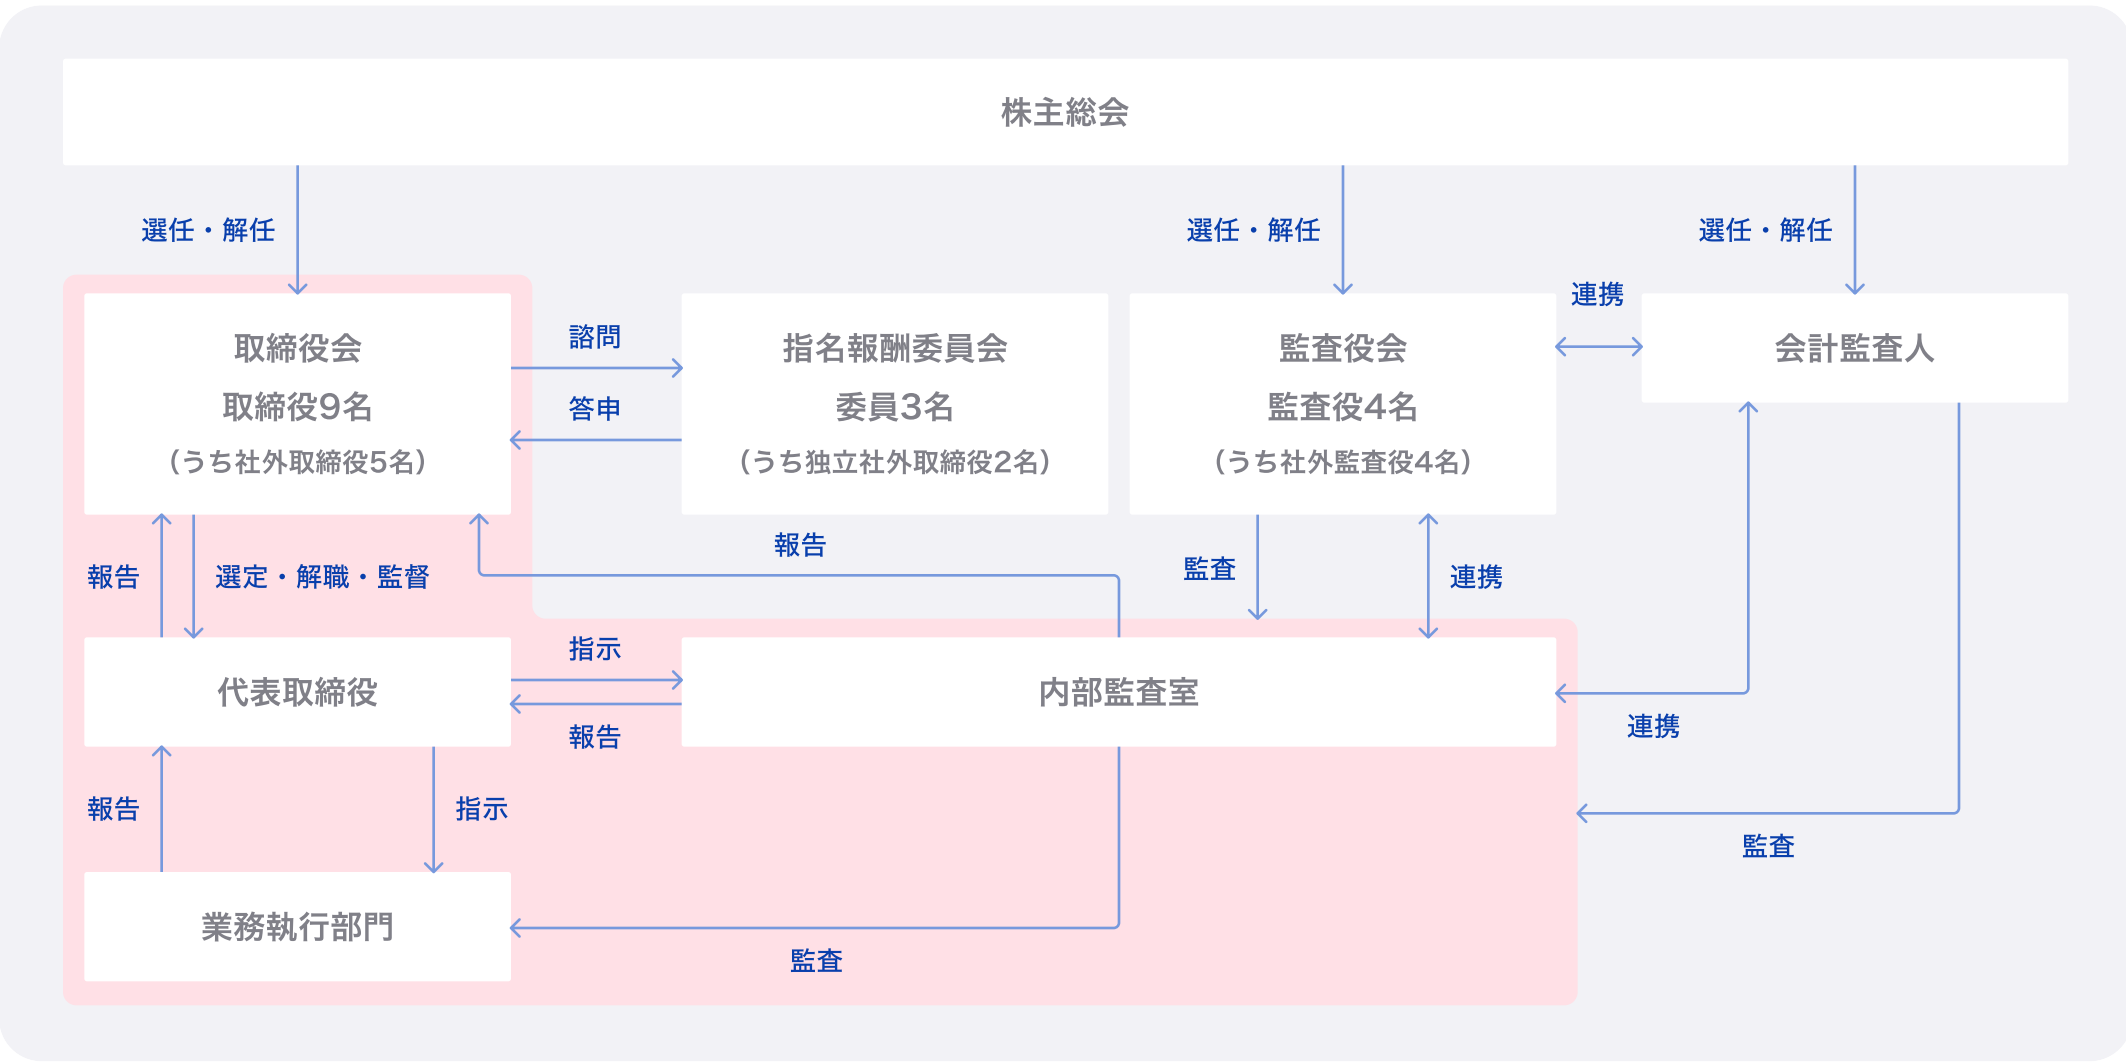 株主総会
選任・解任
選任・解任
選任・解任
連携
取締役会
取締役9名
（うち社外取締役5名）
諮問
答申
指名報酬委員会
委員3名
（うち独立社外取締役2名）
監査役会
監査役4名
（うち社外監査役4名）
会計監査人
報告
選定・解職・監督
報告
監査
連携
代表取締役
指示
報告
内部監査室
連携
報告
指示
監査
業務執行部門
監査